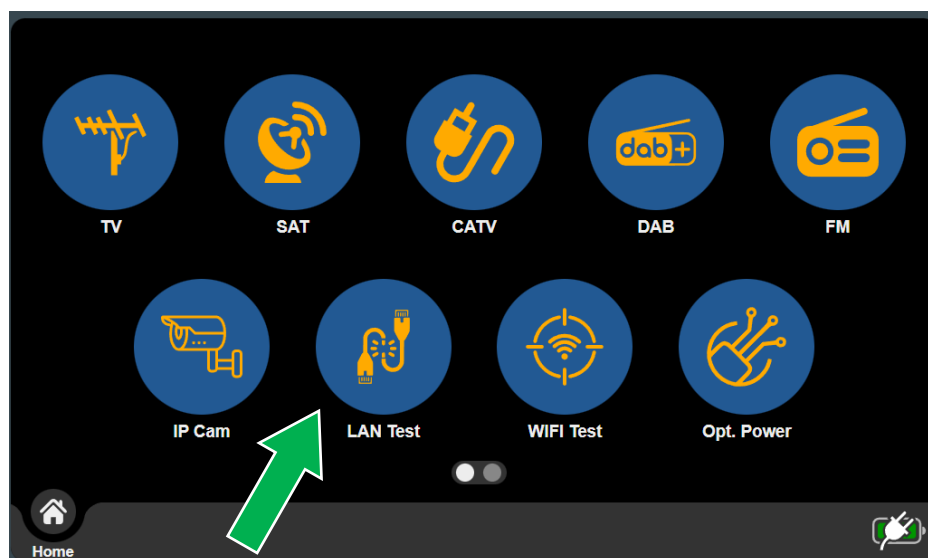 dab+
TV
SAT
CATV
DAB
FM
IP Cam
LAN Test
WIFI Test
Opt. Power
Home